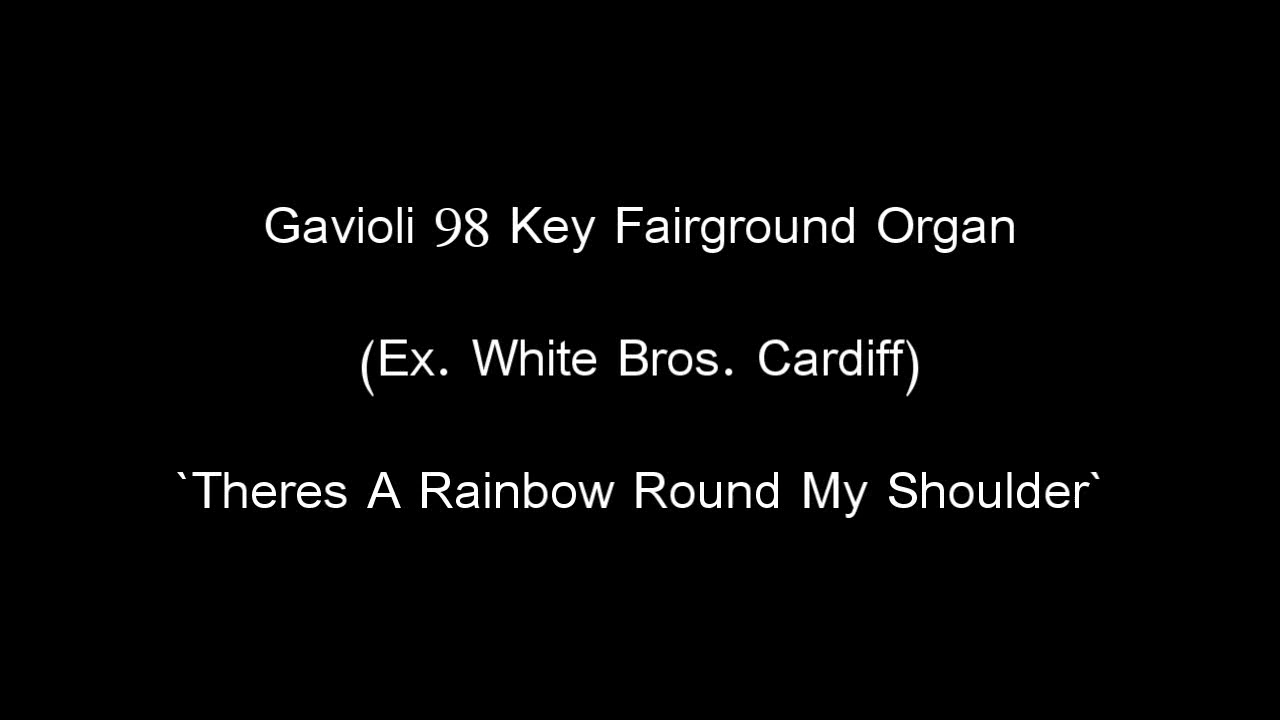 Gavioli 98 Key Fairground Organ
(Ex. White Bros. Cardiff)
`Theres A Rainbow Round My Shoulder`